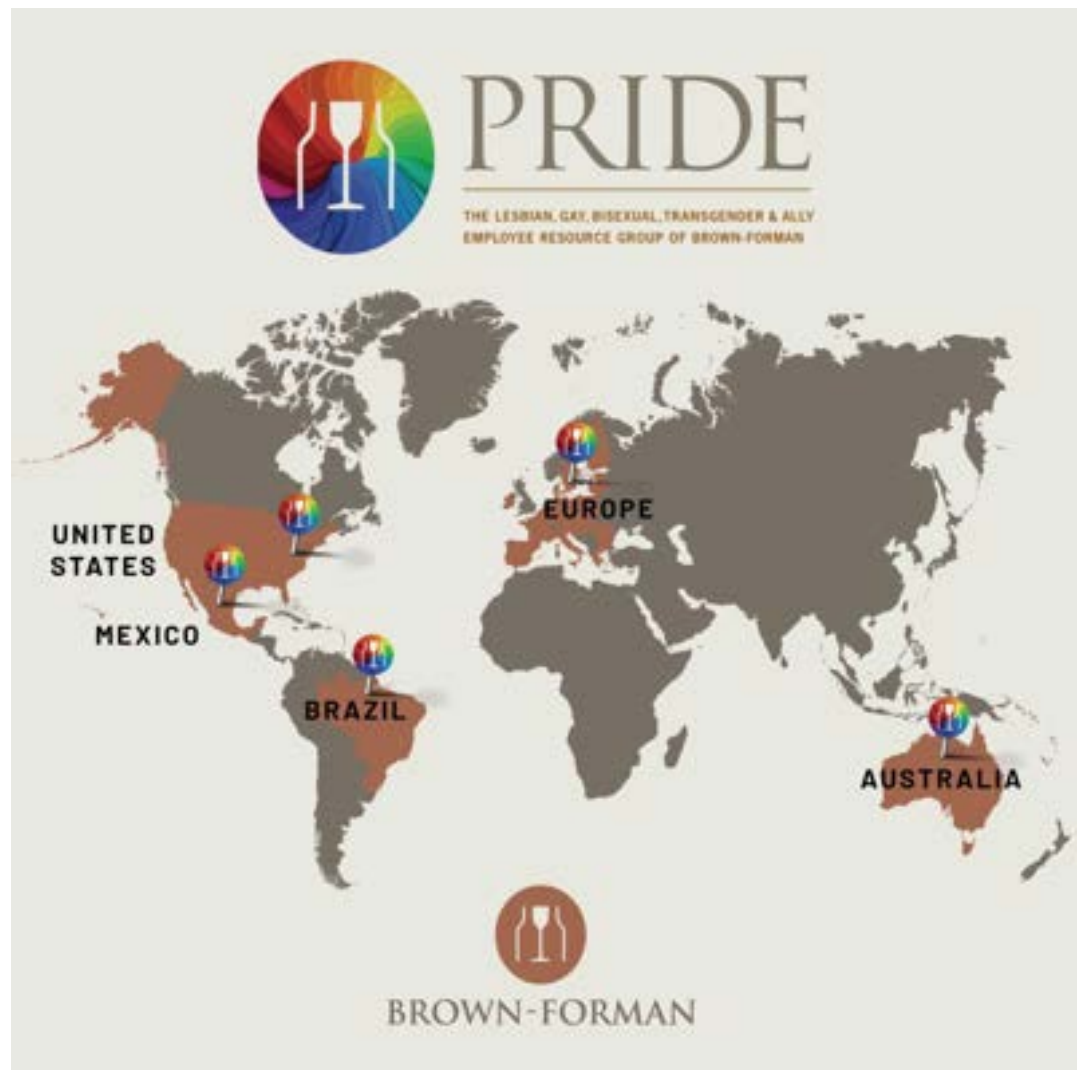 PRIDE
THE LESBIAN, GAY, BISEXUAL, TRANSGENDER & ALLY
EMPLOYEE RESOURCE GROUP OF BROWN-FORMAN
EUROPE
UNITED
STATES
MEXICO
BRAZIL
AUSTRALIA
BROWN-FORMAN